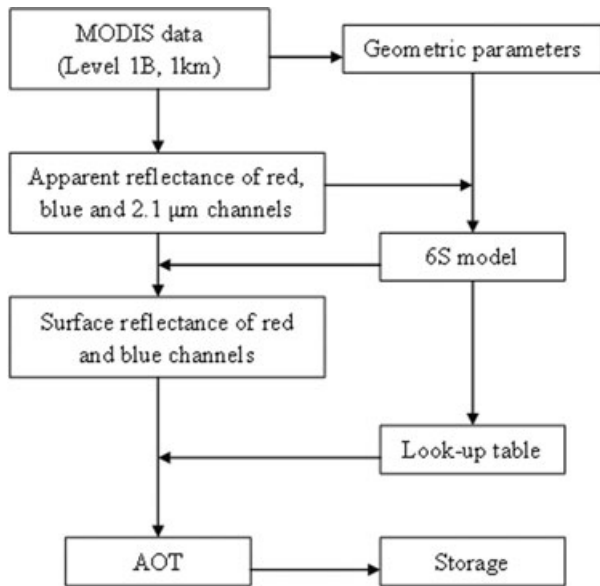 MODIS data
(Level 1B, 1km)
Geometric parameters
Apparent reflectance of red,
blue and 2.1 μm channels
6S model
Surface reflectance of red
and blue channels
Look-up table
AOT
Storage